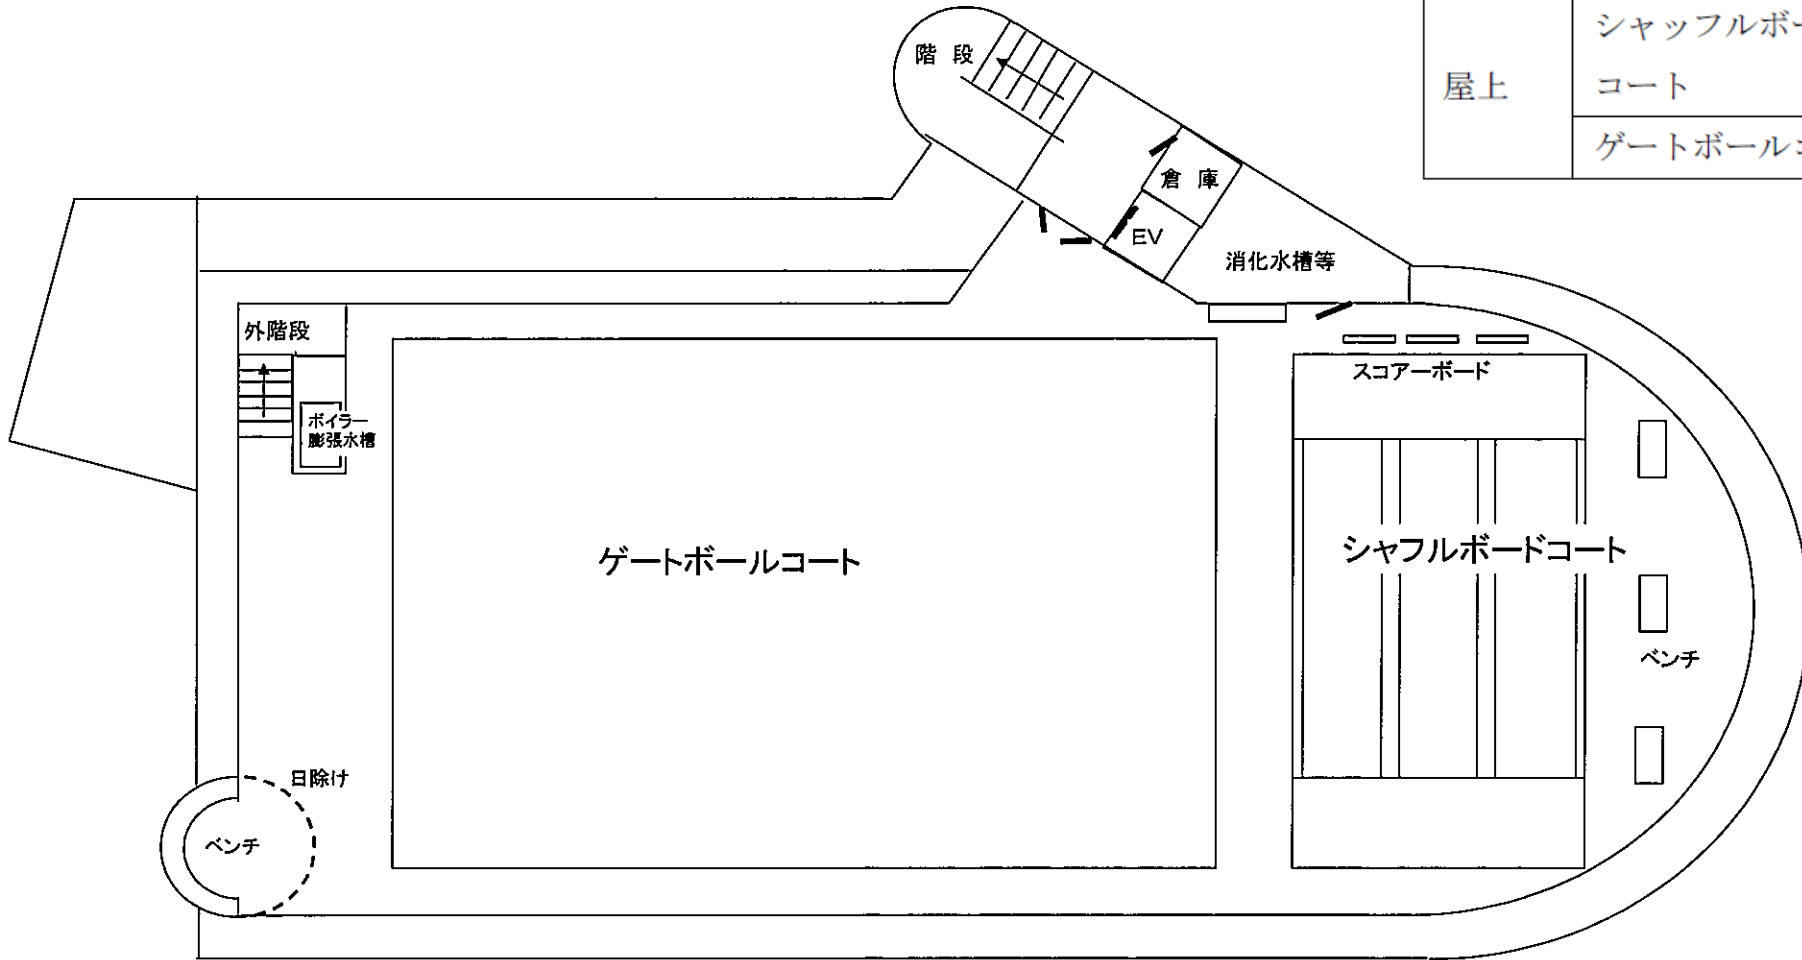 シャッフルボー
屋上
コート
ゲートボールコ
階 段
倉 庫
EV
消化水槽等
外階段
スコアーボード
ボイラー
膨張水槽
ゲートボールコート
シャフルボードコート
ベンチ
日除け
ベンチ